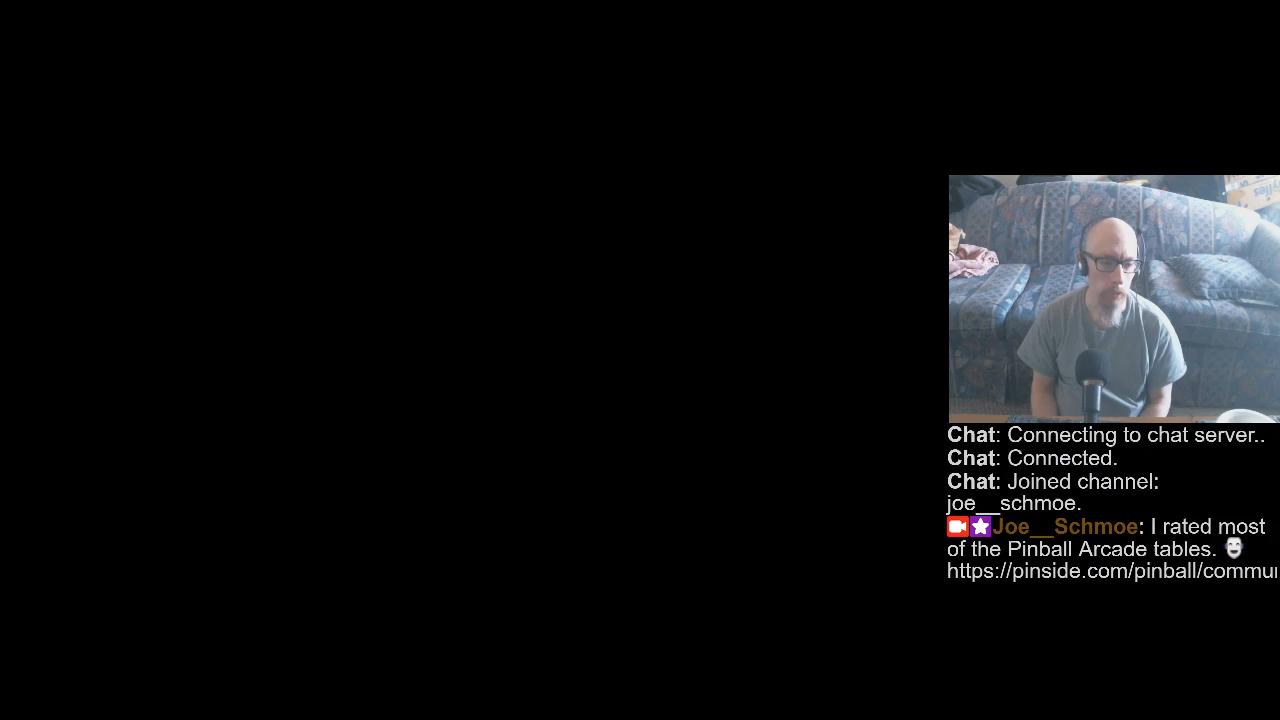 Chat: Connecting to chat server..
Chat: Connected.
Chat: Joined channel:
joe__schmoe.
Joe__Schmoe: I rated most
of the Pinball Arcade tables.
https://pinside.com/pinball/commu